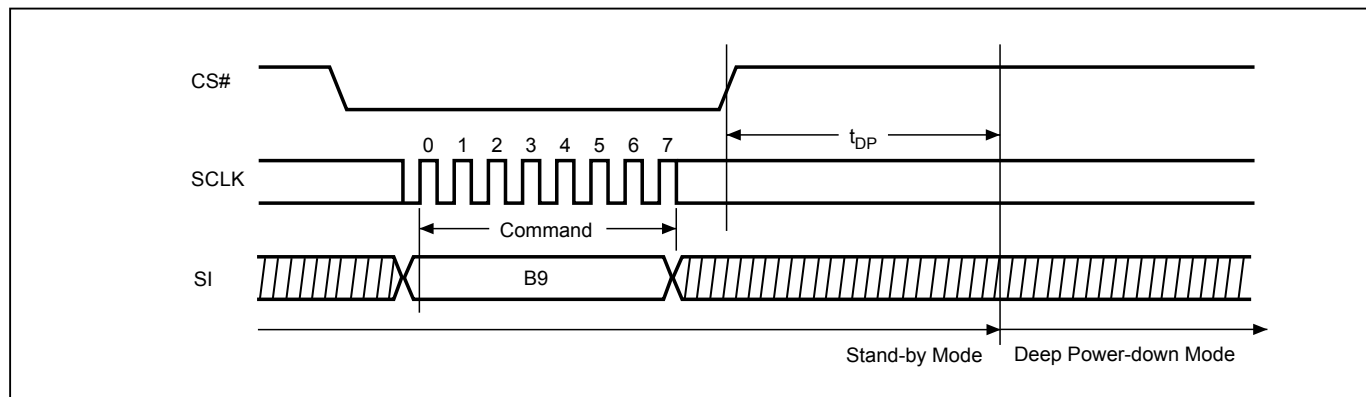 CS#
t_DP
0 1 2 3 4 5 6 7
SCLK
Command
SI
B9
Stand-by Mode
Deep Power-down Mode